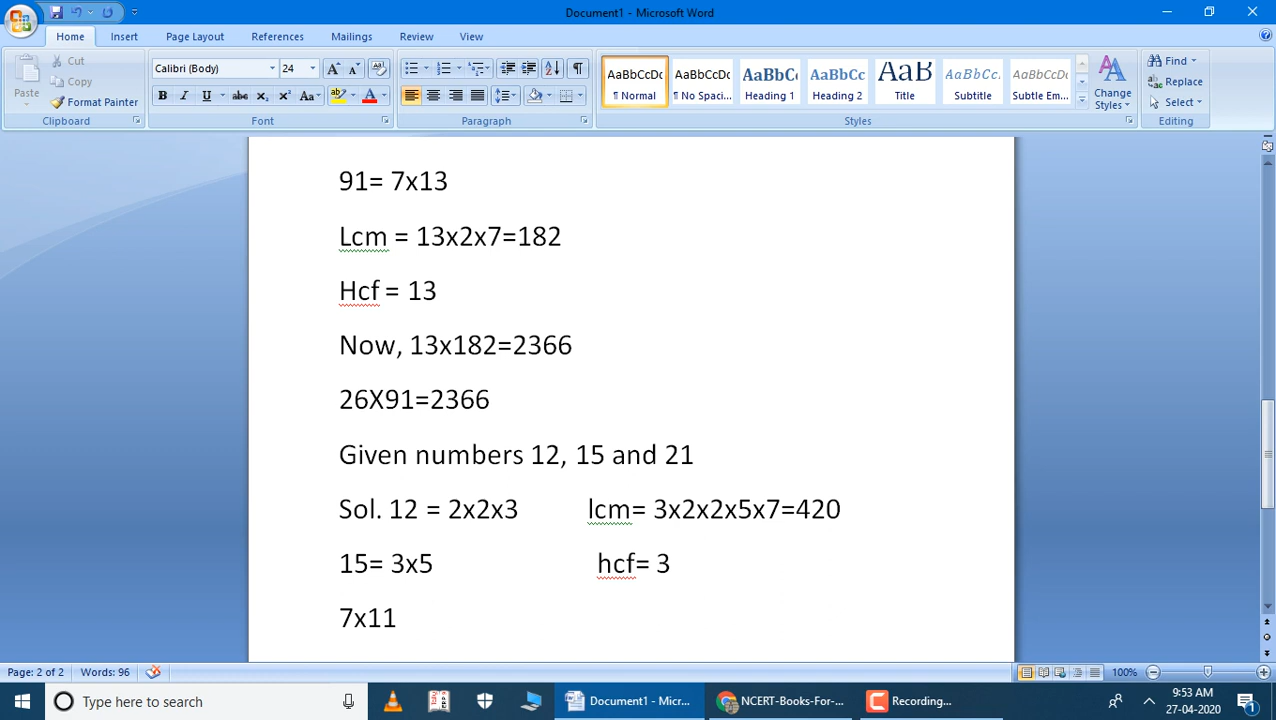 Document1 - Microsoft Word
Home Insert Page Layout References Mailings Review View
Paste
Cut
Copy
Format Painter
Clipboard
Calibri (Body) 24
Font
Paragraph
AaBbCcDc AaBbCcDc AaBbCc AaBbCc AaB AaBbCc. AaBbCcDc
¶ Normal ¶ No Spaci... Heading 1 Heading 2 Title Subtitle Subtle Em...
Change Styles
Styles
Find
Replace
Select
Editing
91= 7x13
Lcm = 13x2x7=182
Hcf = 13
Now, 13x182=2366
26X91=2366
Given numbers 12, 15 and 21
Sol. 12 = 2x2x3 lcm= 3x2x2x5x7=420
15= 3x5 hcf= 3
7x11
Page: 2 of 2 Words: 96 100%
Type here to search
Document1 - Micr...
NCERT-Books-For-...
Recording...
9:53 AM
27-04-2020